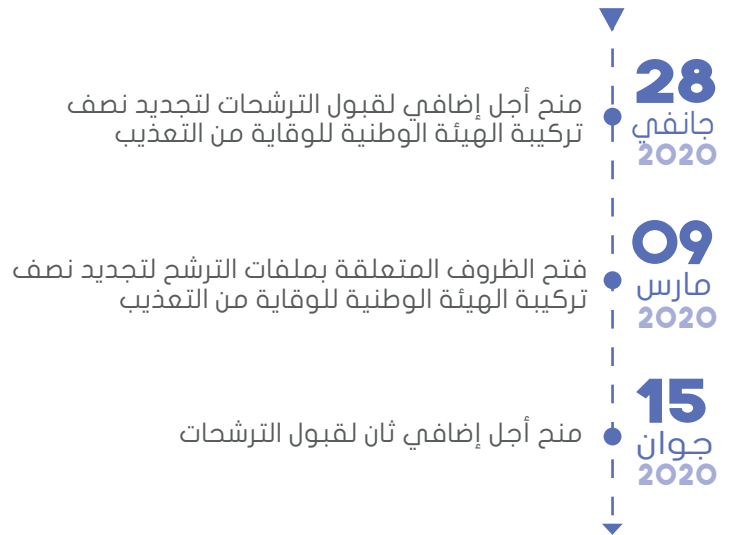 28
جانفي
2020
منح أجل إضافي لقبول الترشحات لتجديد نصف
تركيبة الهيئة الوطنية للوقاية من التعذيب
09
مارس
2020
فتح الظروف المتعلقة بملفات الترشح لتجديد نصف
تركيبة الهيئة الوطنية للوقاية من التعذيب
15
جوان
2020
منح أجل إضافي ثان لقبول الترشحات